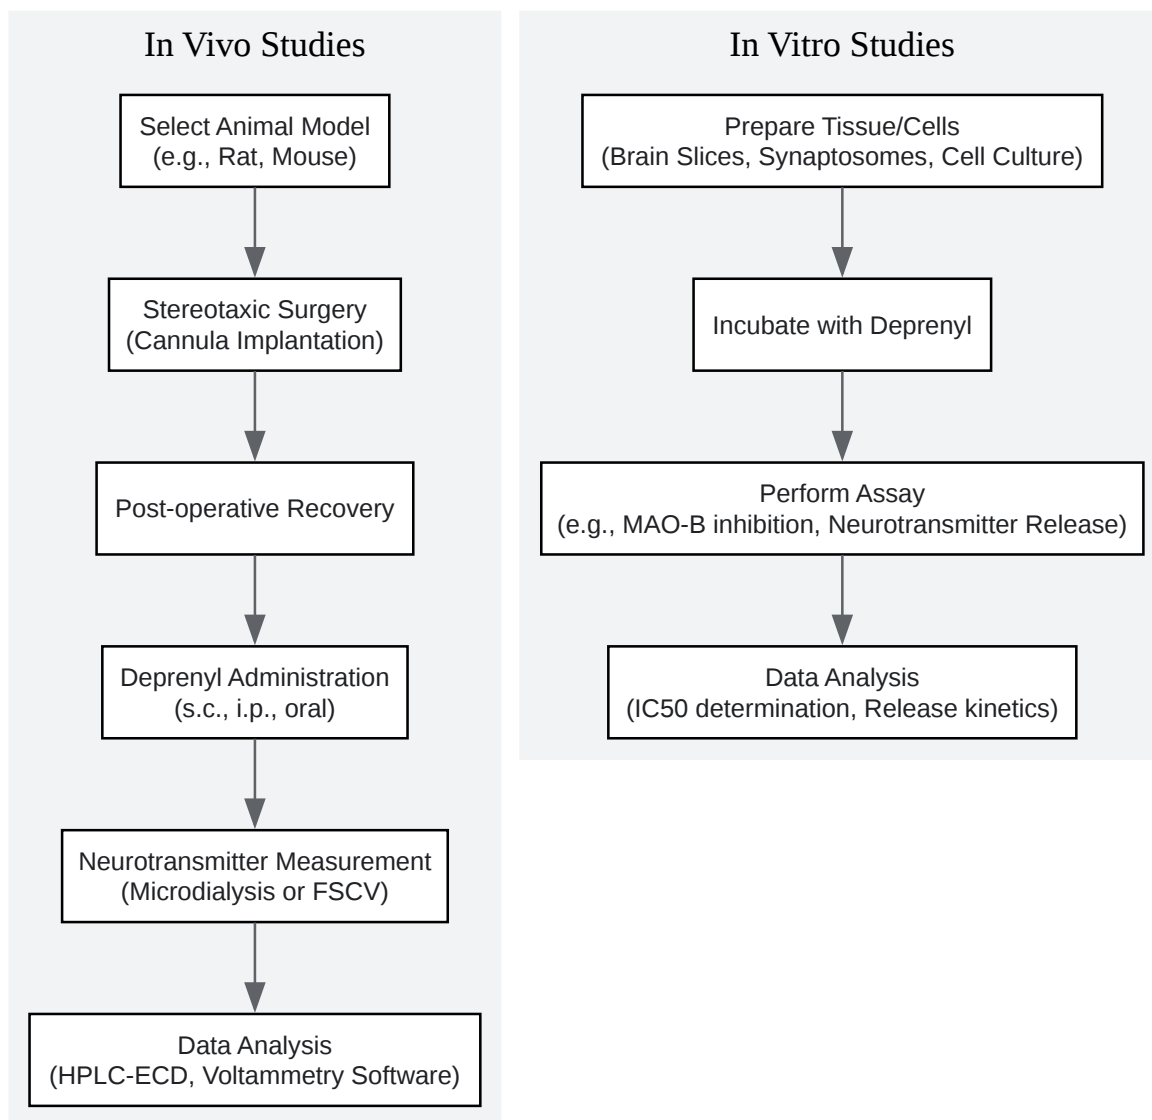 In Vivo Studies
Select Animal Model
(e.g., Rat, Mouse)
Stereotaxic Surgery
(Cannula Implantation)
Post-operative Recovery
Deprenyl Administration
(s.c., i.p., oral)
Neurotransmitter Measurement
(Microdialysis or FSCV)
Data Analysis
(HPLC-ECD, Voltammetry Software)
In Vitro Studies
Prepare Tissue/Cells
(Brain Slices, Synaptosomes, Cell Culture)
Incubate with Deprenyl
Perform Assay
(e.g., MAO-B inhibition, Neurotransmitter Release)
Data Analysis
(IC50 determination, Release kinetics)